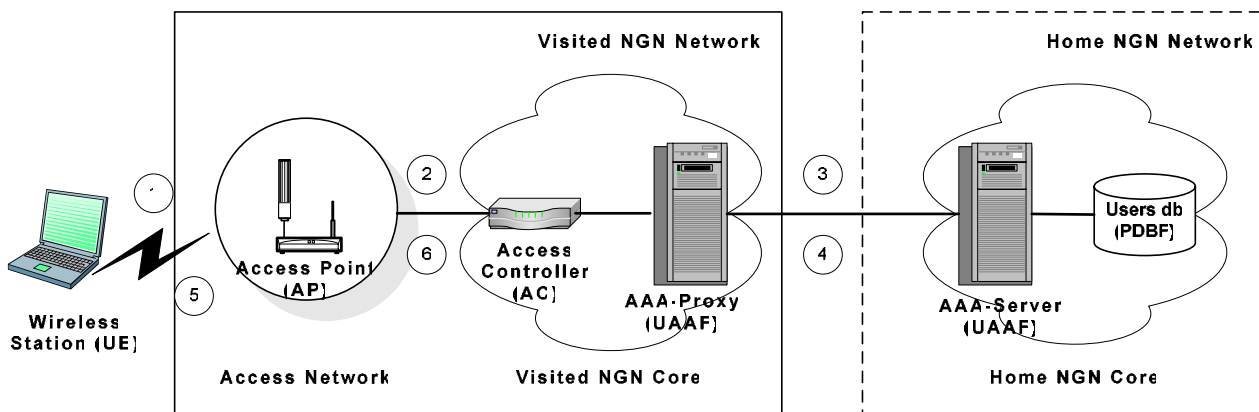 Visited NGN Network
Home NGN Network
2
3
Users db
(PDBF)
Access Point
(AP)
6
Access
Controller
(AC)
4
5
AAA-Proxy
(UAAF)
AAA-Server
(UAAF)
Wireless
Station (UE)
Access Network
Visited NGN Core
Home NGN Core